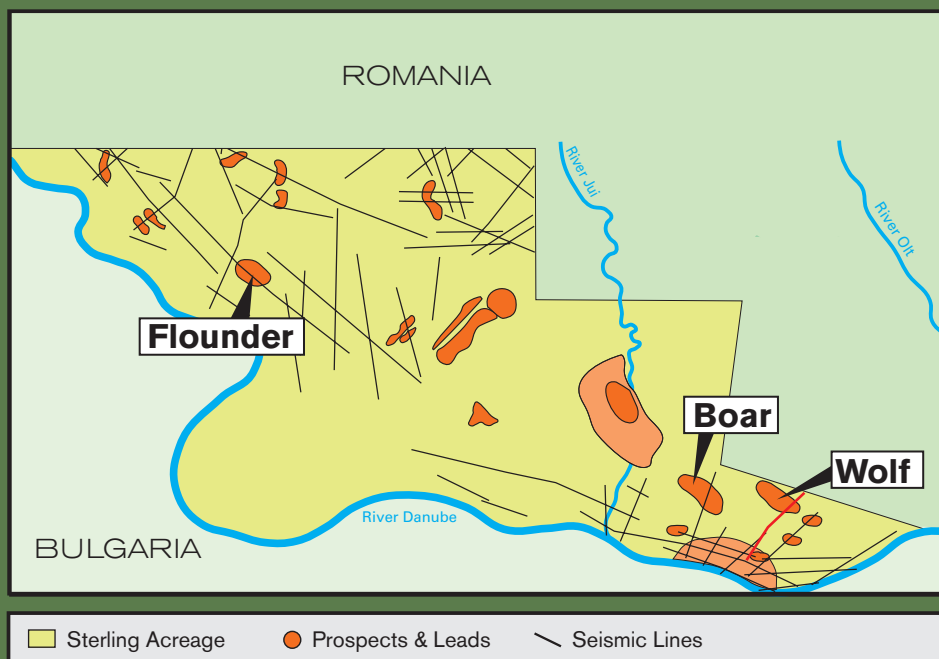 ROMANIA
River Jui
River Olt
Flounder
Boar
Wolf
River Danube
BULGARIA
Sterling Acreage
Prospects & Leads
Seismic Lines